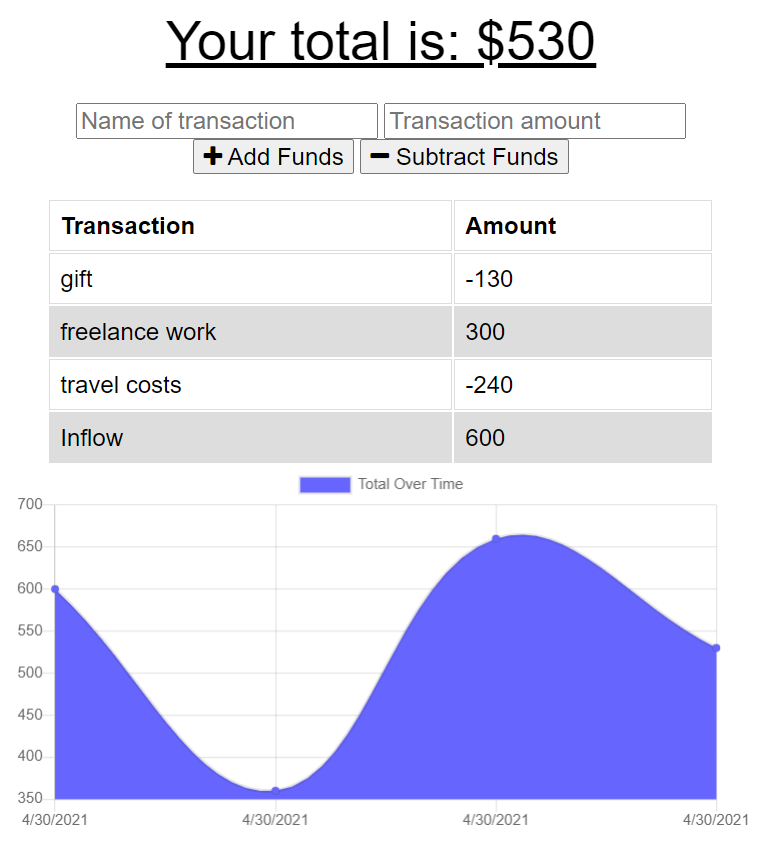 Your total is: $530
Name of transaction Transaction amount
Add Funds Subtract Funds
Transaction Amount
gift -130
freelance work 300
travel costs -240
Inflow 600
Total Over Time
700
650
600
550
500
450
400
350
4/30/2021 4/30/2021 4/30/2021 4/30/2021